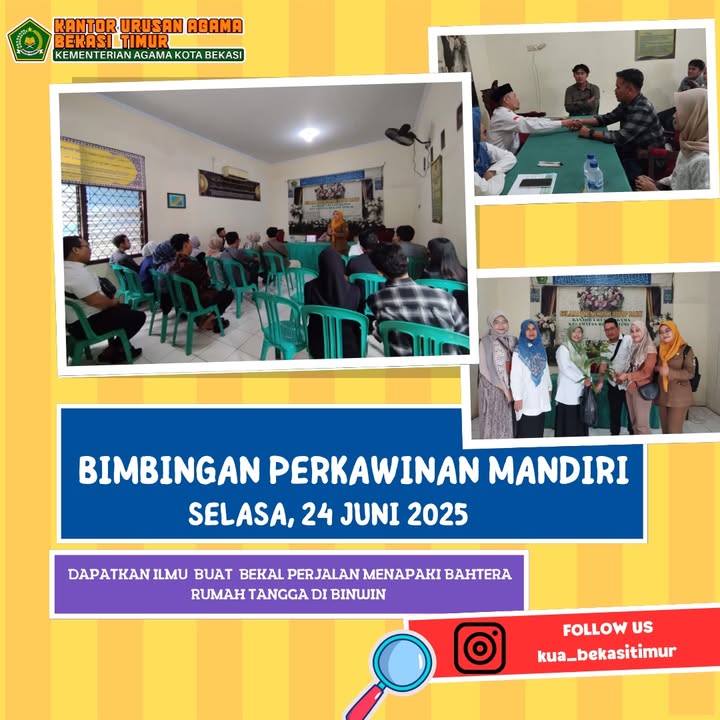 KANTOR URUSAN AGAMA
BEKASI TIMUR
KEMENTERIAN AGAMA KOTA BEKASI
BIMBINGAN PERKAWINAN MANDIRI
SELASA, 24 JUNI 2025
DAPATKAN ILMU BUAT BEKAL PERJALAN MENAPAKI BAHTERA
RUMAH TANGGA DI BINWIN
FOLLOW US
kua_bekasitimur